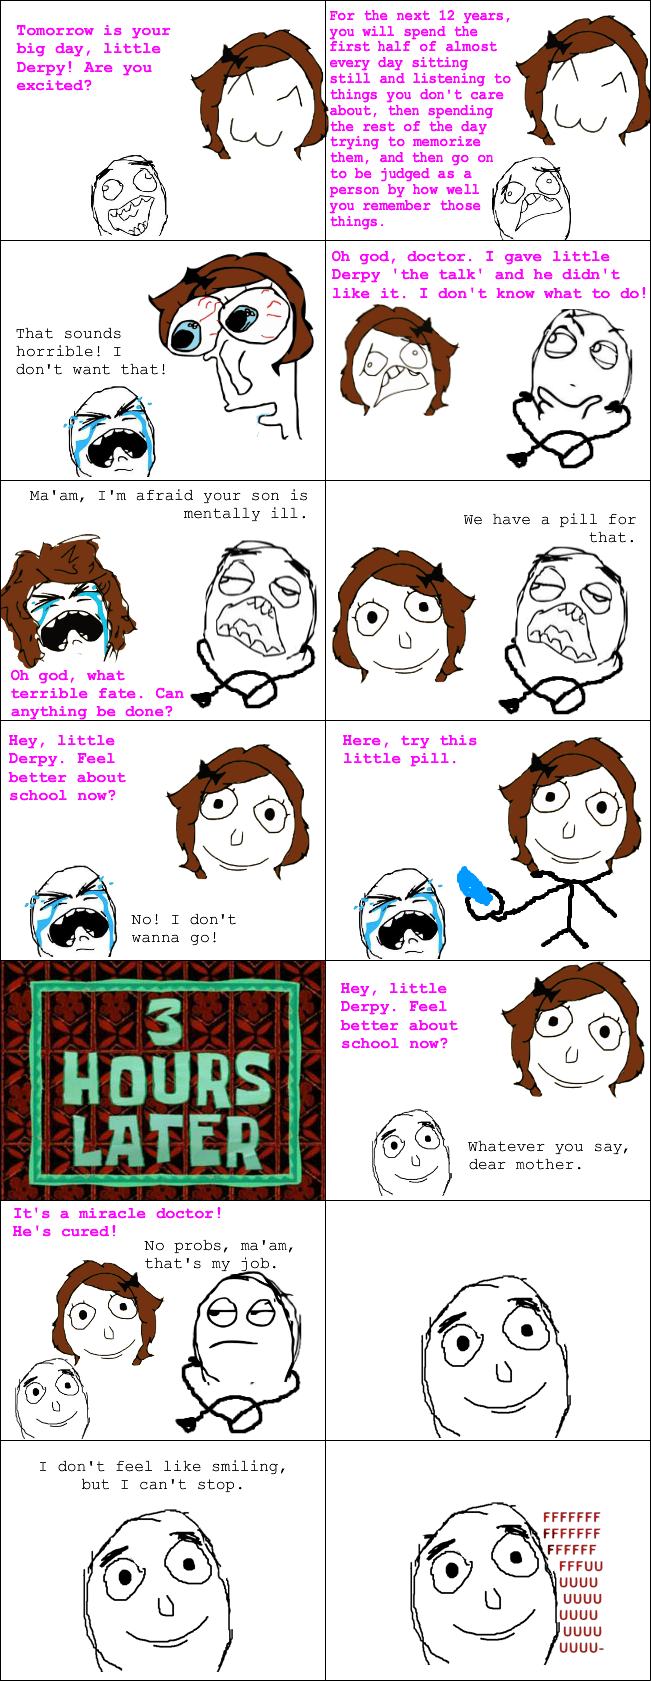 Tomorrow is your
big day, little
Derpy! Are you
excited?
For the next 12 years,
you will spend the
first half of almost
every day sitting
still and listening to
things you don't care
about, then spending
the rest of the day
trying to memorize
them, and then go on
to be judged as a
person by how well
you remember those
things.
That sounds
horrible! I
don't want that!
Oh god, doctor. I gave little
Derpy 'the talk' and he didn't
like it. I don't know what to do!
Ma'am, I'm afraid your son is
mentally ill.
Oh god, what
terrible fate. Can
anything be done?
We have a pill for
that.
Hey, little
Derpy. Feel
better about
school now?
No! I don't
wanna go!
Here, try this
little pill.
3
HOURS
LATER
Hey, little
Derpy. Feel
better about
school now?
Whatever you say,
dear mother.
It's a miracle doctor!
He's cured!
No probs, ma'am,
that's my job.
I don't feel like smiling,
but I can't stop.
FFFFFFF
FFFFFFF
FFFFFF
FFFUU
UUUU
UUUU
UUUU
UUUU
UUUU-